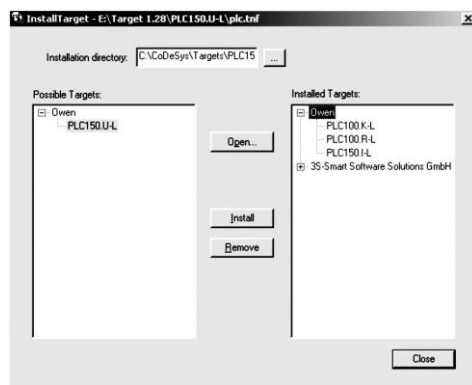 InstallTarget - E:\Target 1.28\PLC150.U-L\plc.tnf
Installation directory: C:\CoDeSys\Targets\PLC15 ...
Possible Targets:
Owen
PLC150.U-L
Open...
Install
Remove
Installed Targets:
Owen
PLC100.K-L
PLC100.R-L
PLC150.I-L
3S-Smart Software Solutions GmbH
Close